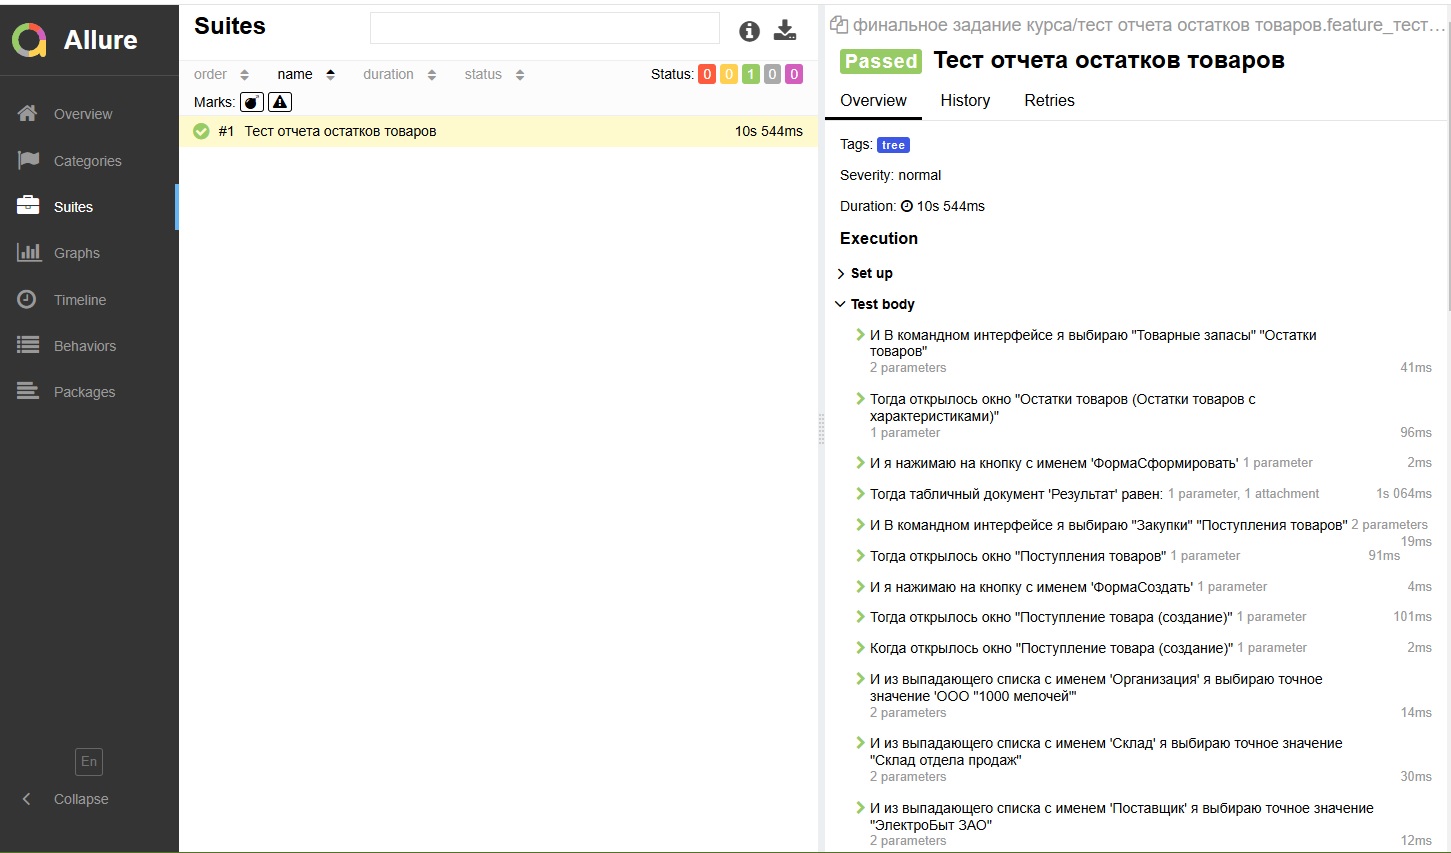 Allure
Overview
Categories
Suites
Graphs
Timeline
Behaviors
Packages
En
Collapse
Suites
order name duration status Status: 0 0 1 0 0
Marks:
#1 Тест отчета остатков товаров 10s 544ms
финальное задание курса/тест отчета остатков товаров.feature_тест...
Passed Тест отчета остатков товаров
Overview History Retries
Tags: tree
Severity: normal
Duration: 10s 544ms
Execution
Set up
Test body
И В командном интерфейсе я выбираю "Товарные запасы" "Остатки
товаров"
2 parameters 41ms
Тогда открылось окно "Остатки товаров (Остатки товаров с
характеристиками)"
1 parameter 96ms
И я нажимаю на кнопку с именем 'ФормаСформировать' 1 parameter 2ms
Тогда табличный документ 'Результат' равен: 1 parameter, 1 attachment 1s 064ms
И В командном интерфейсе я выбираю "Закупки" "Поступления товаров" 2 parameters
19ms
Тогда открылось окно "Поступления товаров" 1 parameter 91ms
И я нажимаю на кнопку с именем 'ФормаСоздать' 1 parameter 4ms
Тогда открылось окно "Поступление товара (создание)" 1 parameter 101ms
Когда открылось окно "Поступление товара (создание)" 1 parameter 2ms
И из выпадающего списка с именем 'Организация' я выбираю точное
значение 'ООО "1000 мелочей"'
2 parameters 14ms
И из выпадающего списка с именем 'Склад' я выбираю точное значение
"Склад отдела продаж"
2 parameters 30ms
И из выпадающего списка с именем 'Поставщик' я выбираю точное значение
"ЭлектроБыт ЗАО"
2 parameters 12ms